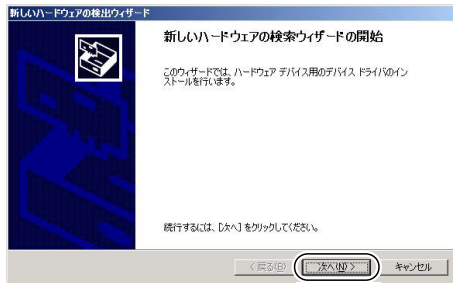 新しいハードウェアの検出ウィザード
新しいハードウェアの検索ウィザードの開始
このウィザードでは、ハードウェア デバイス用のデバイス ドライバのイン
ストールを行います。
続行するには、[次へ] をクリックしてください。
< 戻る(B) 次へ(N) > キャンセル